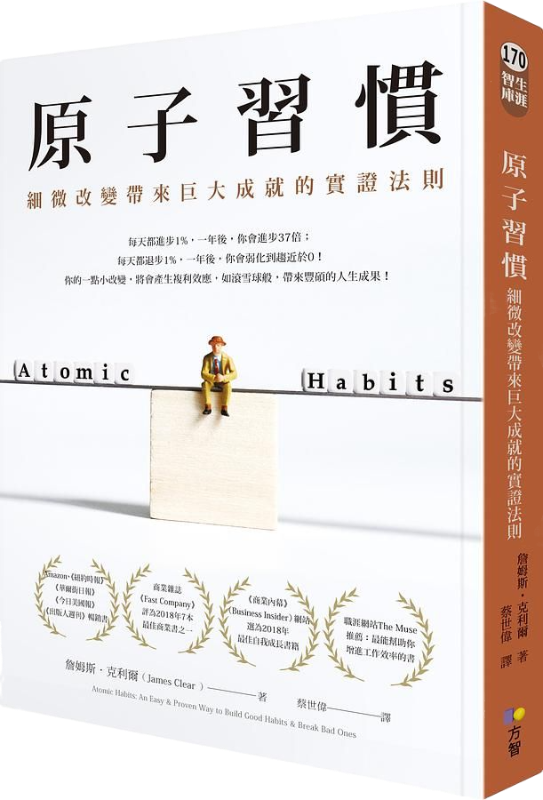 原子習慣
細微改變帶來巨大成就的實證法則
每天都進步1%,一年後,你會進步37倍;
每天都退步1%,一年後,你會弱化到趨近於0!
你的一點小改變,將會產生複利效應,如滾雪球般,帶來豐碩的人生成果!
Atomic Habits
Amazon‧《紐約時報》
《華爾街日報》
《今日美國報》
《出版人週刊》暢銷書
商業雜誌
《Fast Company》
評為2018年7本
最佳商業書之一
《商業內幕》
(Business Insider)網站
選為2018年
最佳自我成長書籍
職涯網站The Muse
推薦:最能幫助你
增進工作效率的書
詹姆斯‧克利爾(James Clear)——著 蔡世偉——譯
Atomic Habits: An Easy & Proven Way to Build Good Habits & Break Bad Ones
170
生涯智庫
原子習慣
細微改變帶來巨大成就的實證法則
詹姆斯‧克利爾 著
蔡世偉 譯
方智